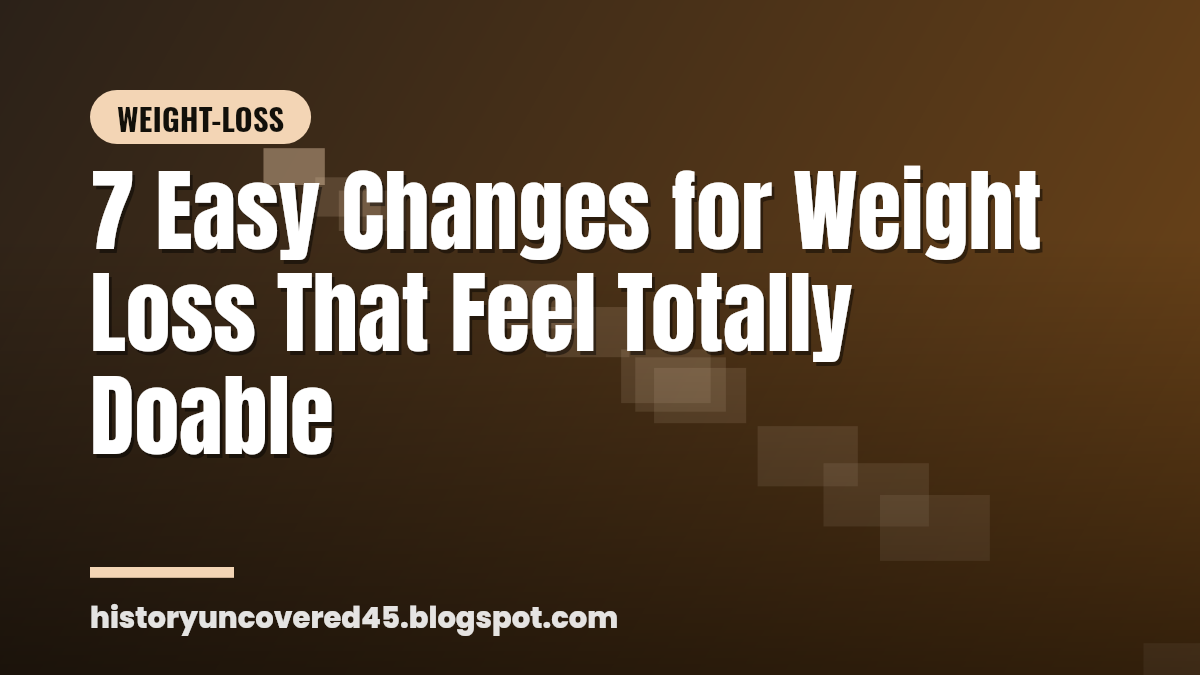 WEIGHT-LOSS
7 Easy Changes for Weight
Loss That Feel Totally
Doable
historyuncovered45.blogspot.com